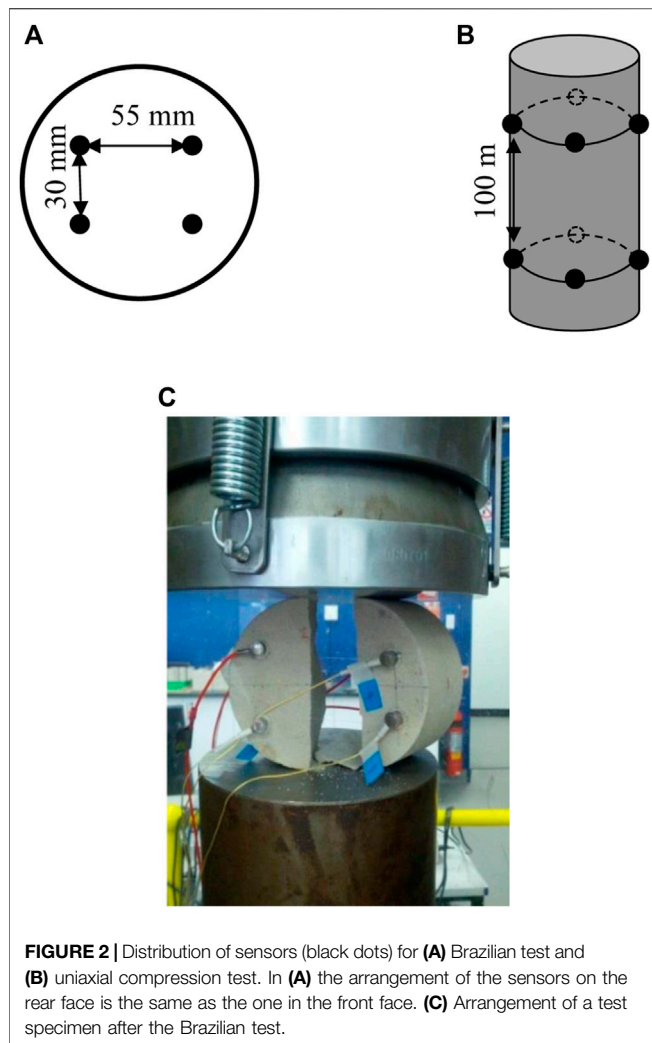 A
55 mm
30 mm
B
100 m
C
FIGURE 2 | Distribution of sensors (black dots) for (A) Brazilian test and
(B) uniaxial compression test. In (A) the arrangement of the sensors on the
rear face is the same as the one in the front face. (C) Arrangement of a test
specimen after the Brazilian test.